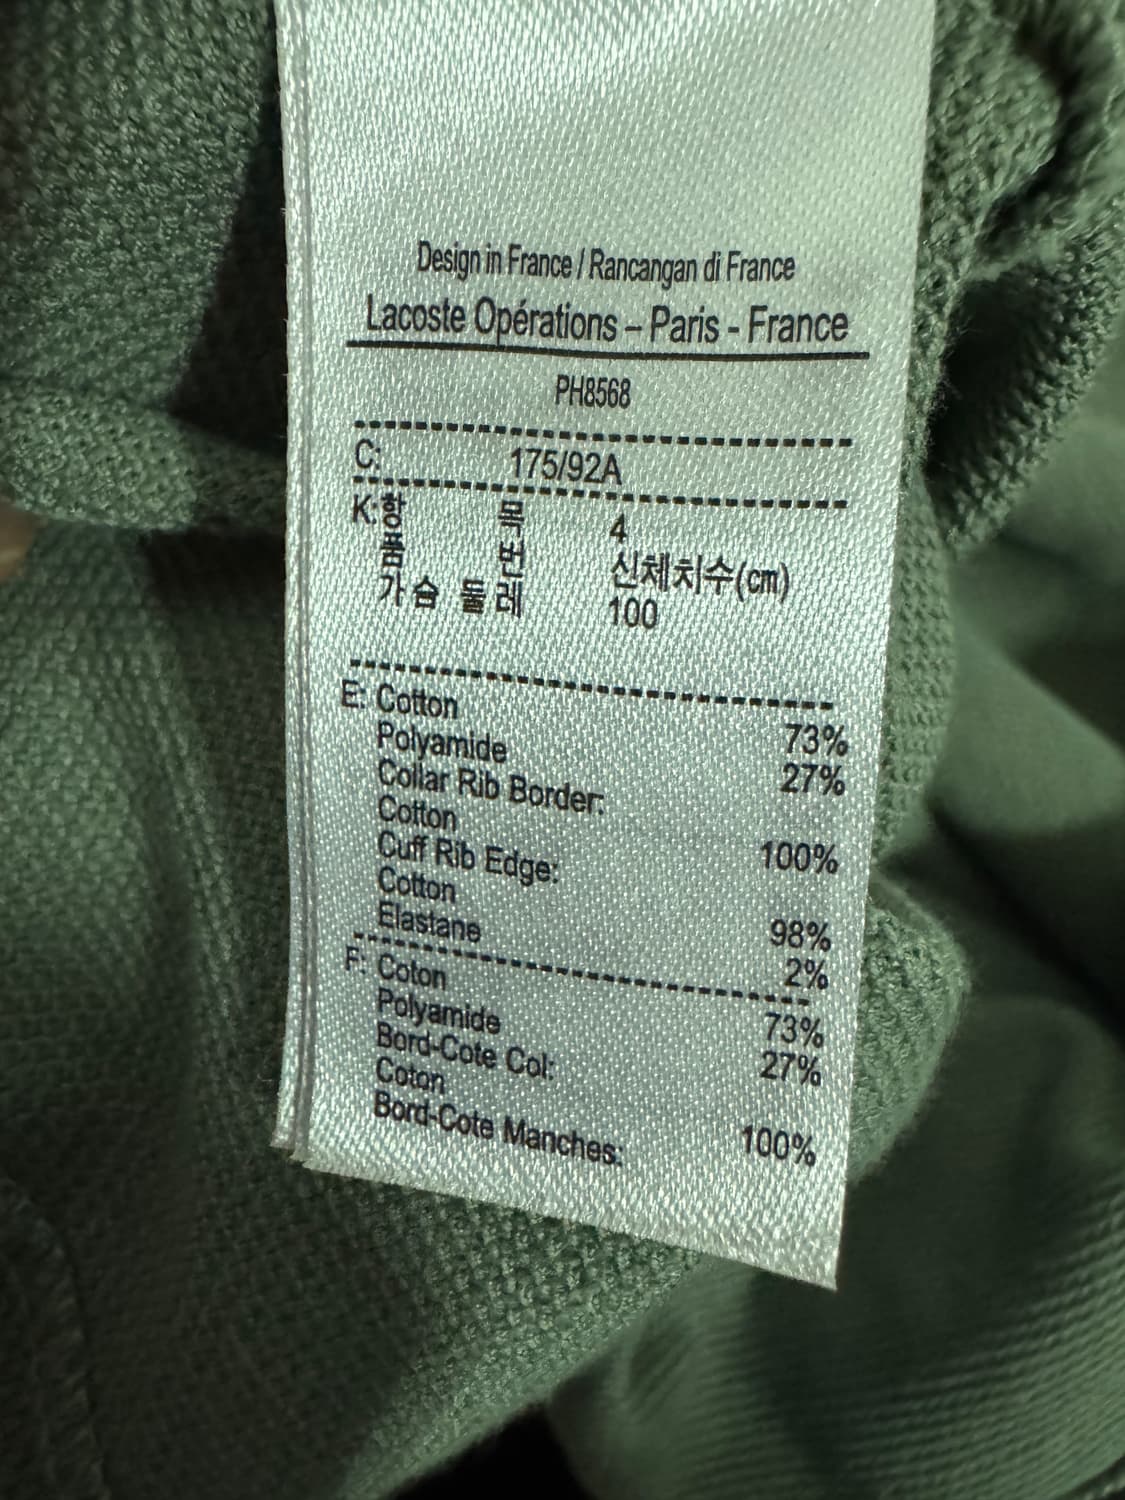 Design in France / Rancangan di France
Lacoste Opérations – Paris - France
PH8568
C: 175/92A
K: 항 목 4
품 번 신체치수(cm)
가슴 둘레 100
E: Cotton 73%
Polyamide 27%
Collar Rib Border:
Cotton 100%
Cuff Rib Edge:
Cotton 98%
Elastane 2%
F: Coton 73%
Polyamide 27%
Bord-Cote Col:
Coton 100%
Bord-Cote Manches: